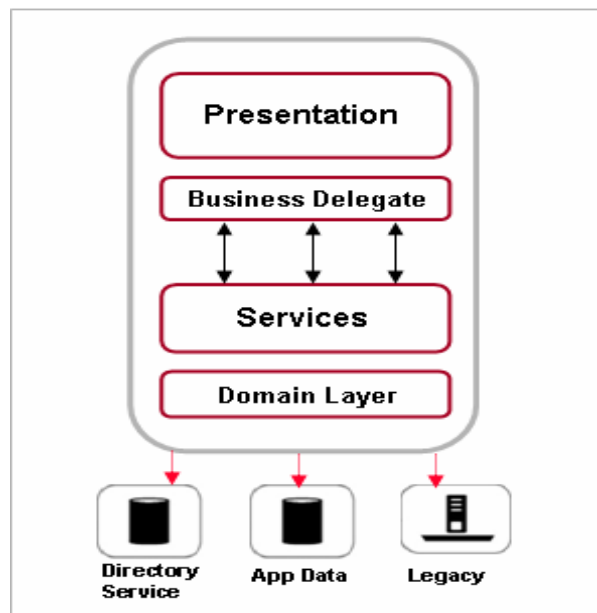 Presentation
Business Delegate
Services
Domain Layer
Directory
Service
App Data
Legacy